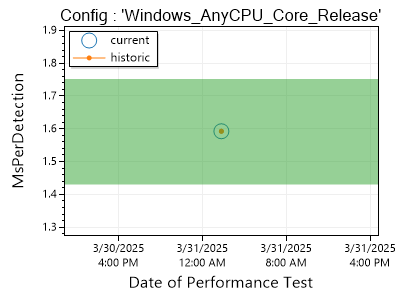 Config : 'Windows_AnyCPU_Core_Release'
current
historic
MsPerDetection
1.9
1.8
1.7
1.6
1.5
1.4
1.3
3/30/2025 3/31/2025 3/31/2025 3/31/2025
4:00 PM 12:00 AM 8:00 AM 4:00 PM
Date of Performance Test